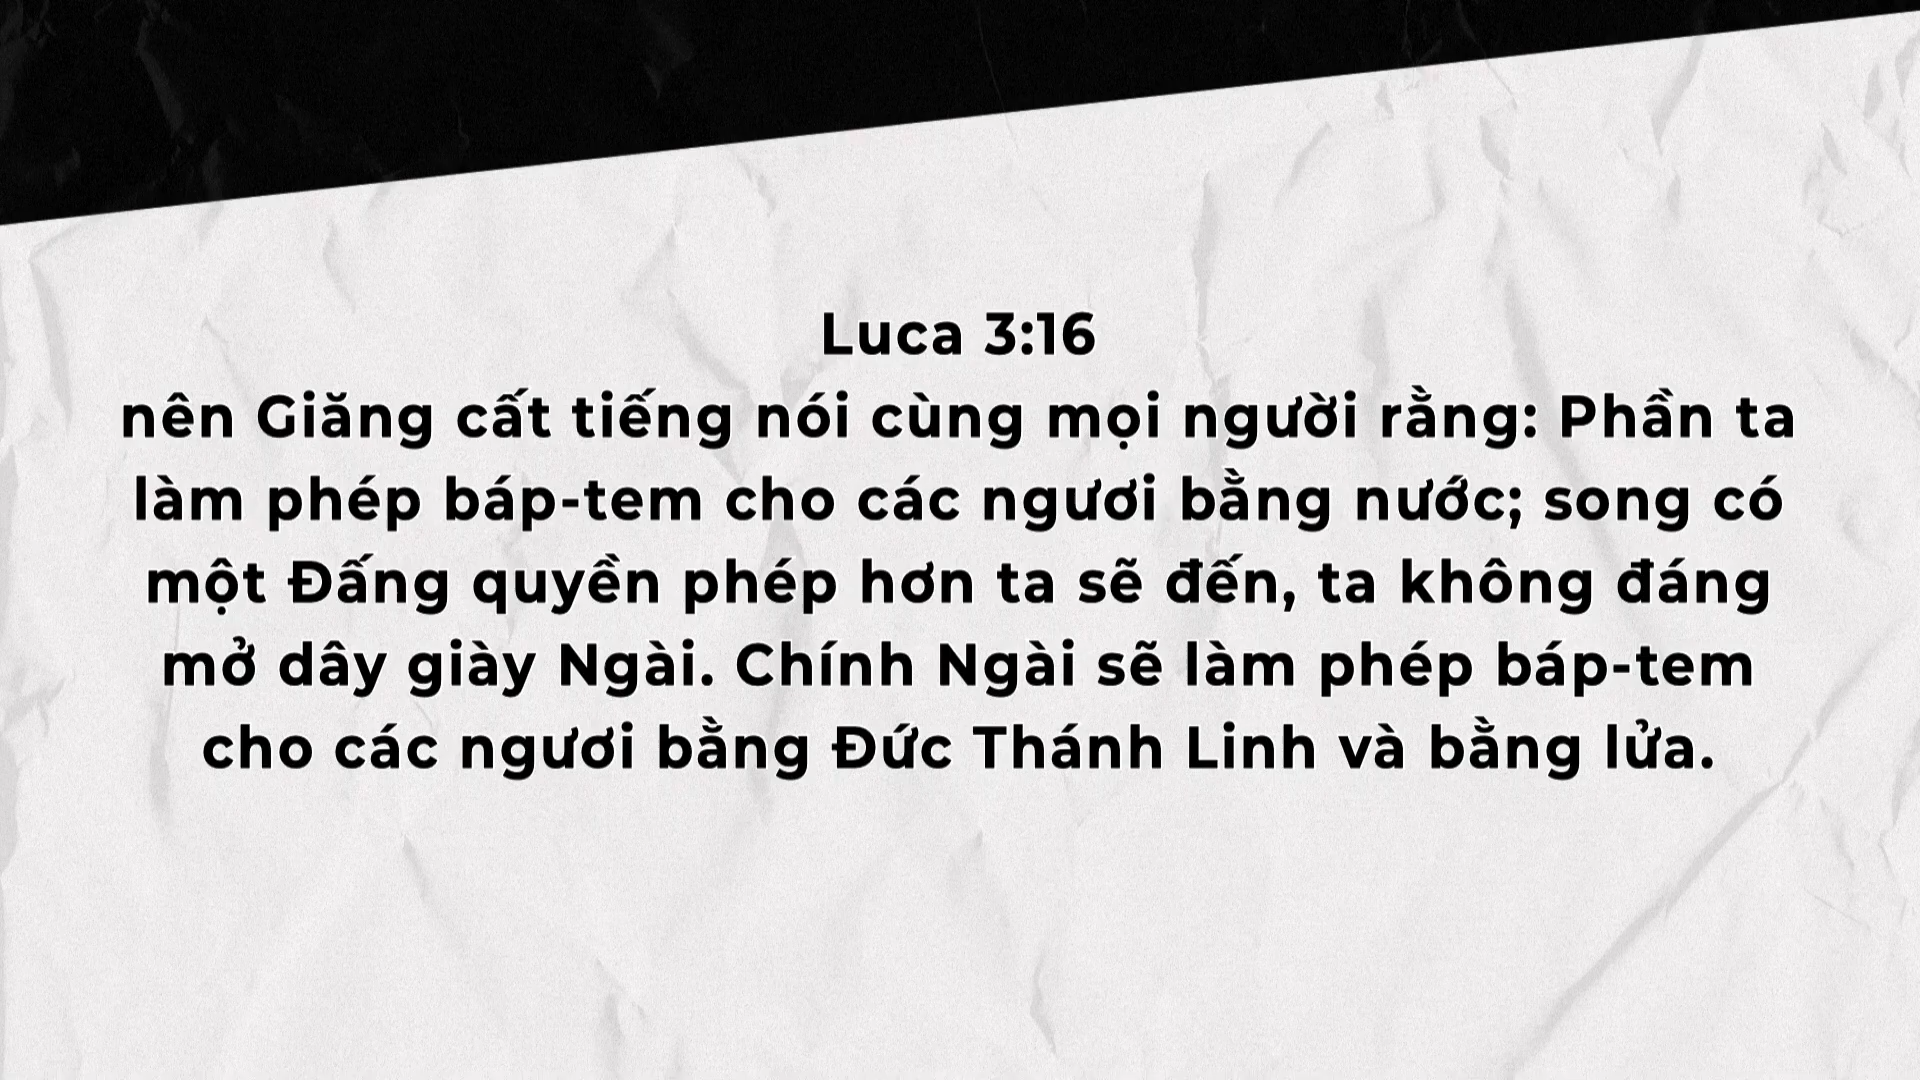 Luca 3:16
nên Giăng cất tiếng nói cùng mọi người rằng: Phần ta
làm phép báp-tem cho các ngươi bằng nước; song có
một Đấng quyền phép hơn ta sẽ đến, ta không đáng
mở dây giày Ngài. Chính Ngài sẽ làm phép báp-tem
cho các ngươi bằng Đức Thánh Linh và bằng lửa.